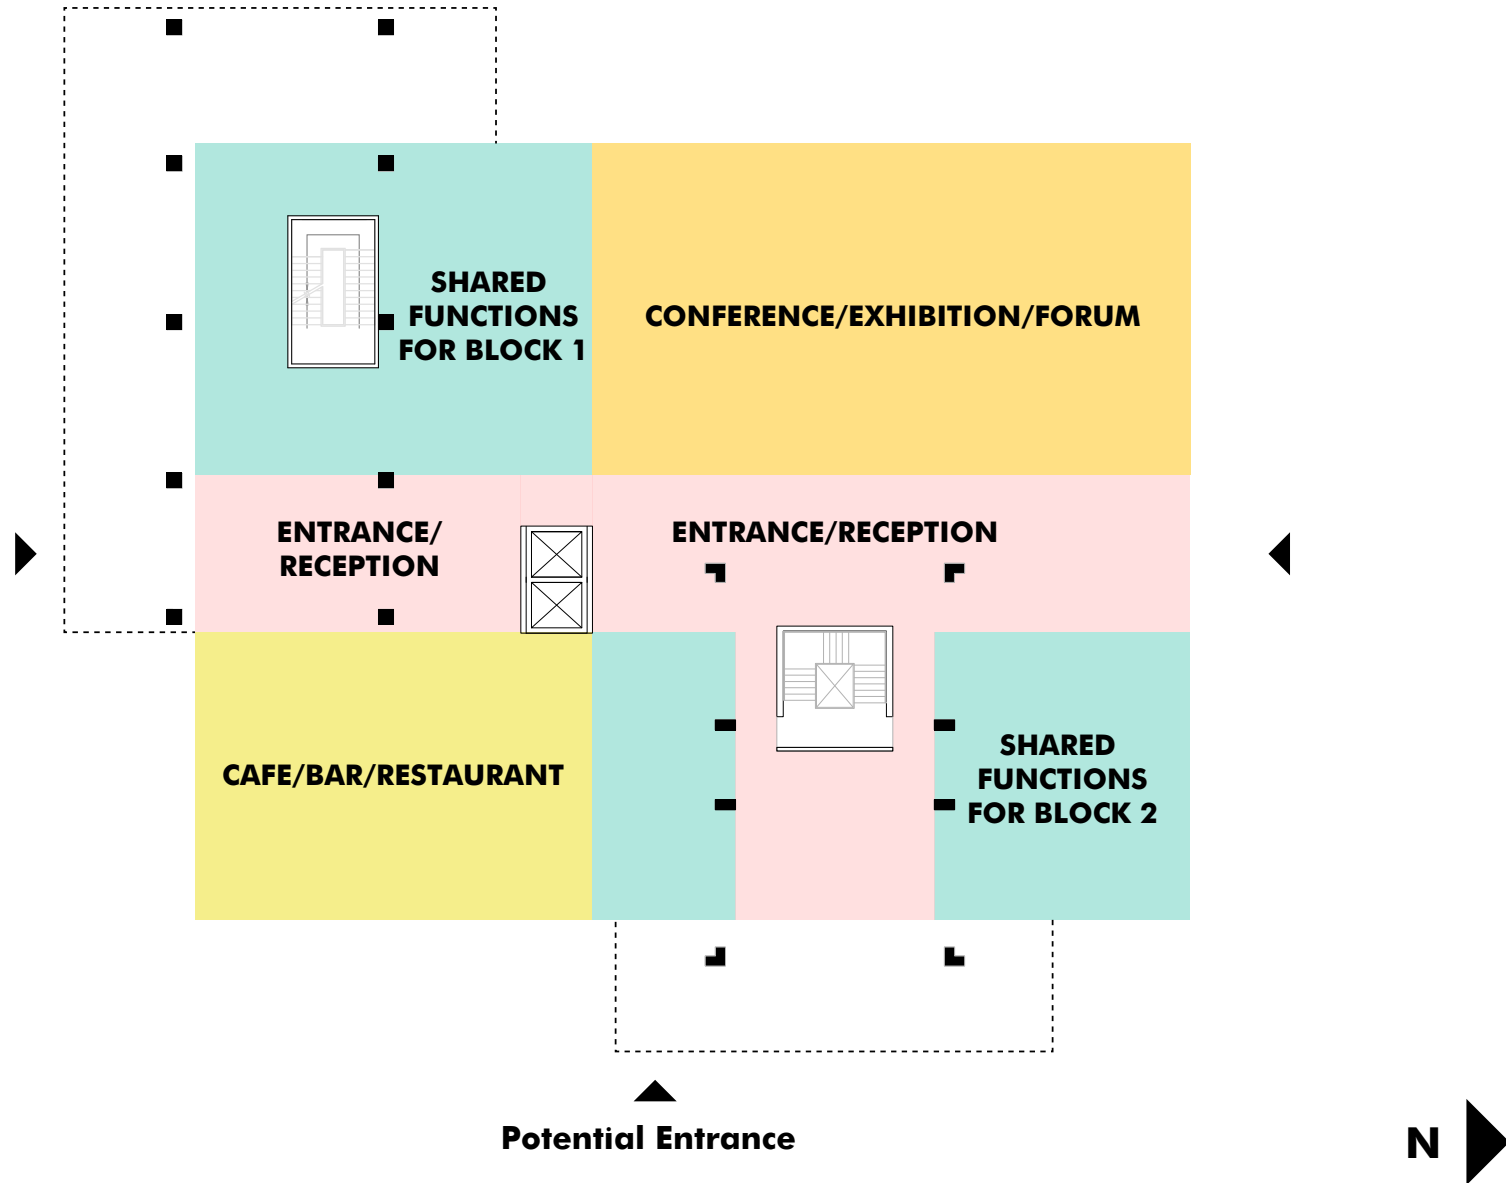 SHARED
FUNCTIONS
FOR BLOCK 1
CONFERENCE/EXHIBITION/FORUM
ENTRANCE/
RECEPTION
ENTRANCE/RECEPTION
CAFE/BAR/RESTAURANT
SHARED
FUNCTIONS
FOR BLOCK 2
Potential Entrance
N